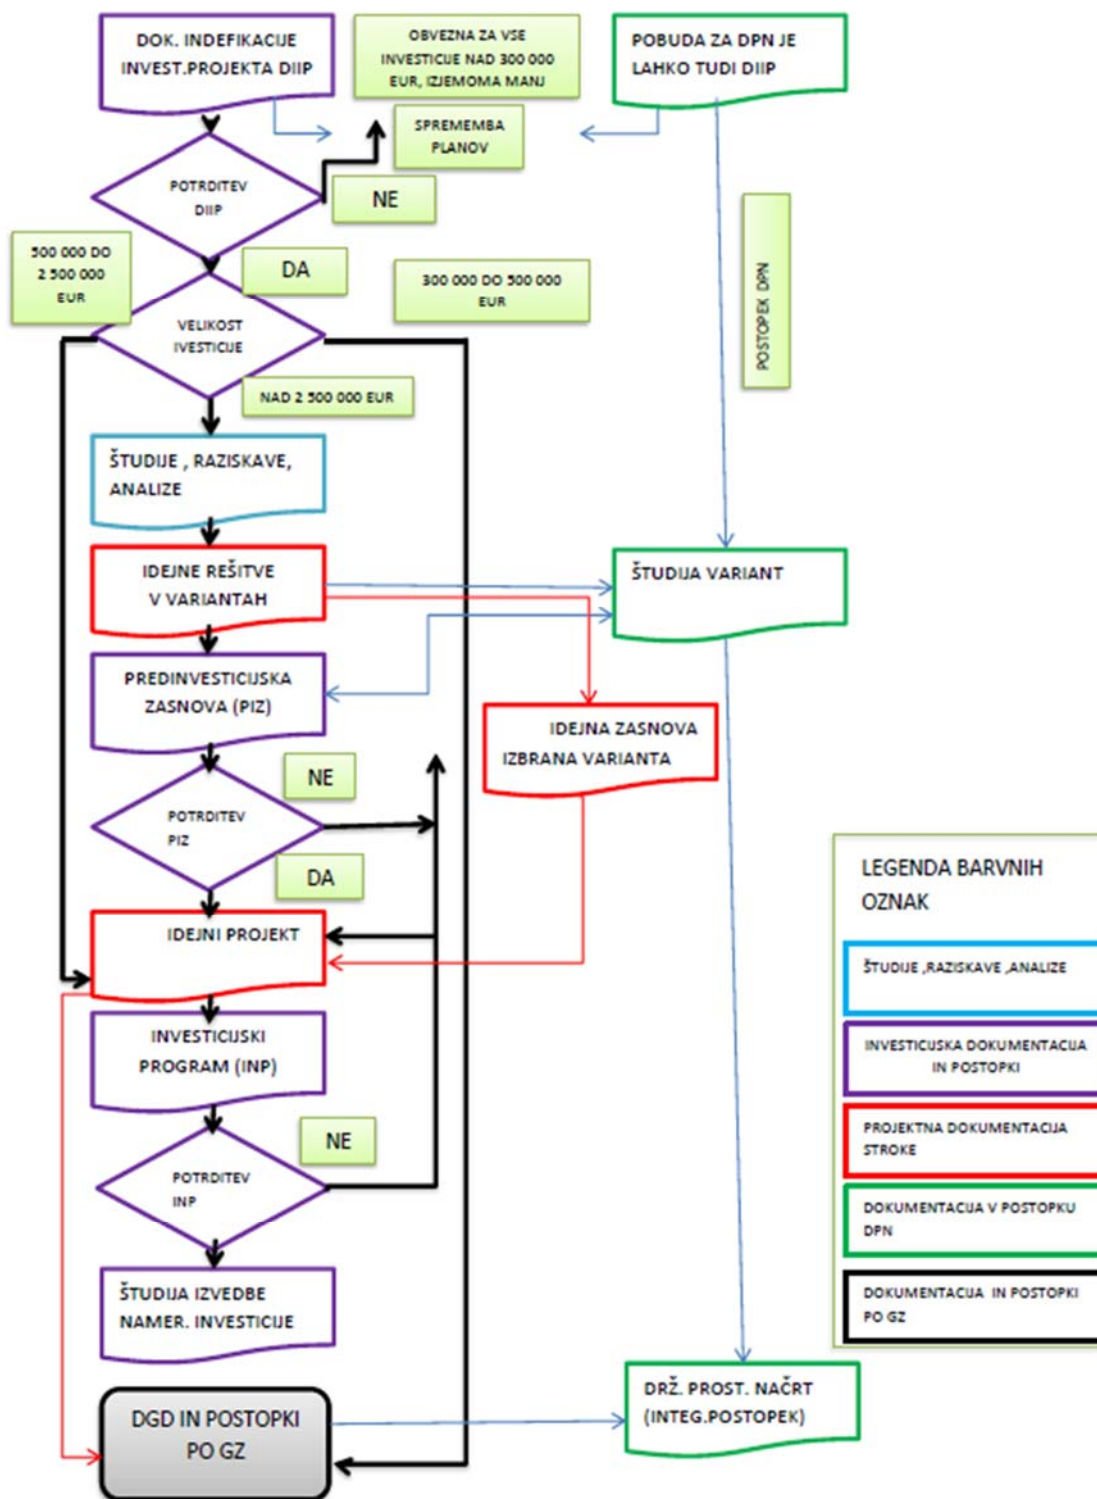 DOK. INDEFIKACIJE
INVEST.PROJEKTA DIIP
OBVEZNA ZA VSE
INVESTICIJE NAD 300 000
EUR, IZJEMOMA MANJ
POBUDA ZA DPN JE
LAHKO TUDI DIIP
SPREMEMBA
PLANOV
POTRDITEV
DIIP
NE
500 000 DO
2 500 000
EUR
DA
300 000 DO 500 000
EUR
POSTOPEK DPN
VELIKOST
IVESTICIJE
NAD 2 500 000 EUR
ŠTUDIJE , RAZISKAVE,
ANALIZE
IDEJNE REŠITVE
V VARIANTAH
ŠTUDIJA VARIANT
PREDINVESTICIJSKA
ZASNOVA (PIZ)
IDEJNA ZASNOVA
IZBRANA VARIANTA
NE
POTRDITEV
PIZ
DA
IDEJNI PROJEKT
INVESTICIJSKI
PROGRAM (INP)
NE
POTRDITEV
INP
ŠTUDIJA IZVEDBE
NAMER. INVESTICIJE
DGD IN POSTOPKI
PO GZ
DRŽ. PROST. NAČRT
(INTEG.POSTOPEK)
LEGENDA BARVNIH
OZNAK
ŠTUDIJE ,RAZISKAVE ,ANALIZE
INVESTICIJSKA DOKUMENTACIJA
IN POSTOPKI
PROJEKTNA DOKUMENTACIJA
STROKE
DOKUMENTACIJA V POSTOPKU
DPN
DOKUMENTACIJA IN POSTOPKI
PO GZ